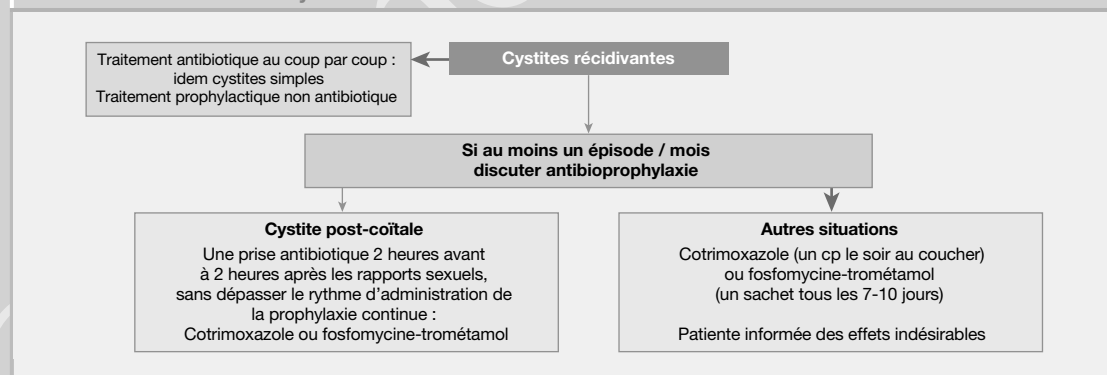 Cystites récidivantes
Traitement antibiotique au coup par coup :
idem cystites simples
Traitement prophylactique non antibiotique
Si au moins un épisode / mois
discuter antibioprophylaxie
Cystite post-coïtale
Une prise antibiotique 2 heures avant
à 2 heures après les rapports sexuels,
sans dépasser le rythme d’administration de
la prophylaxie continue :
Cotrimoxazole ou fosfomycine-trométamol
Autres situations
Cotrimoxazole (un cp le soir au coucher)
ou fosfomycine-trométamol
(un sachet tous les 7-10 jours)
Patiente informée des effets indésirables